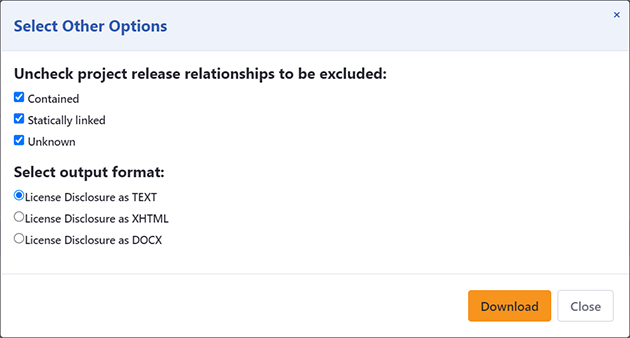 Select Other Options
×
Uncheck project release relationships to be excluded:
Contained
Statically linked
Unknown
Select output format:
License Disclosure as TEXT
License Disclosure as XHTML
License Disclosure as DOCX
Download
Close